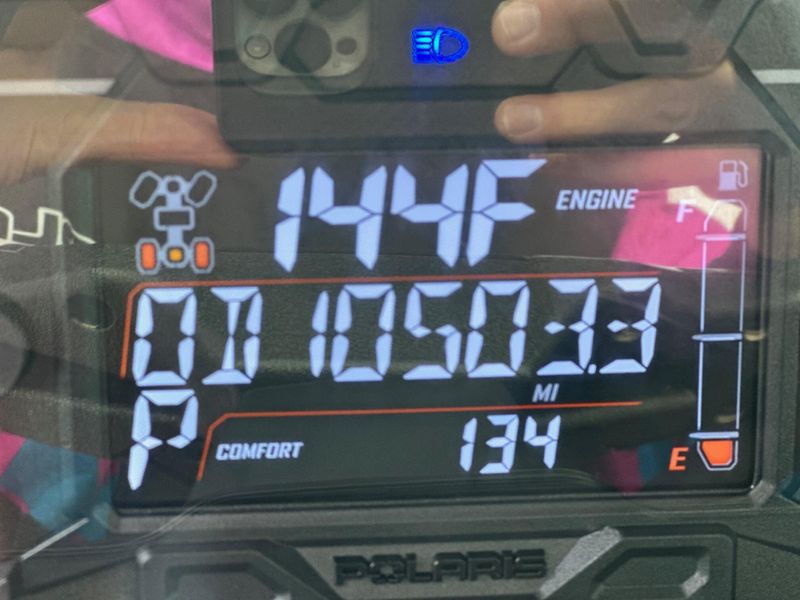 144F ENGINE
F
OD 10503.3
MI
P COMFORT 134
E
POLARIS